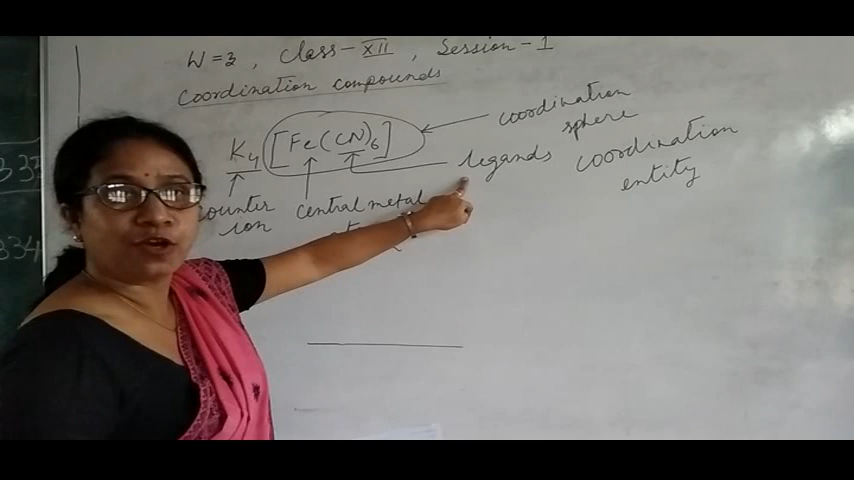 W=3, Class-XII, Session-1
Coordination compounds
K4[Fe(CN)6]
coordination sphere
ligands
coordination entity
counter ion
central metal
334